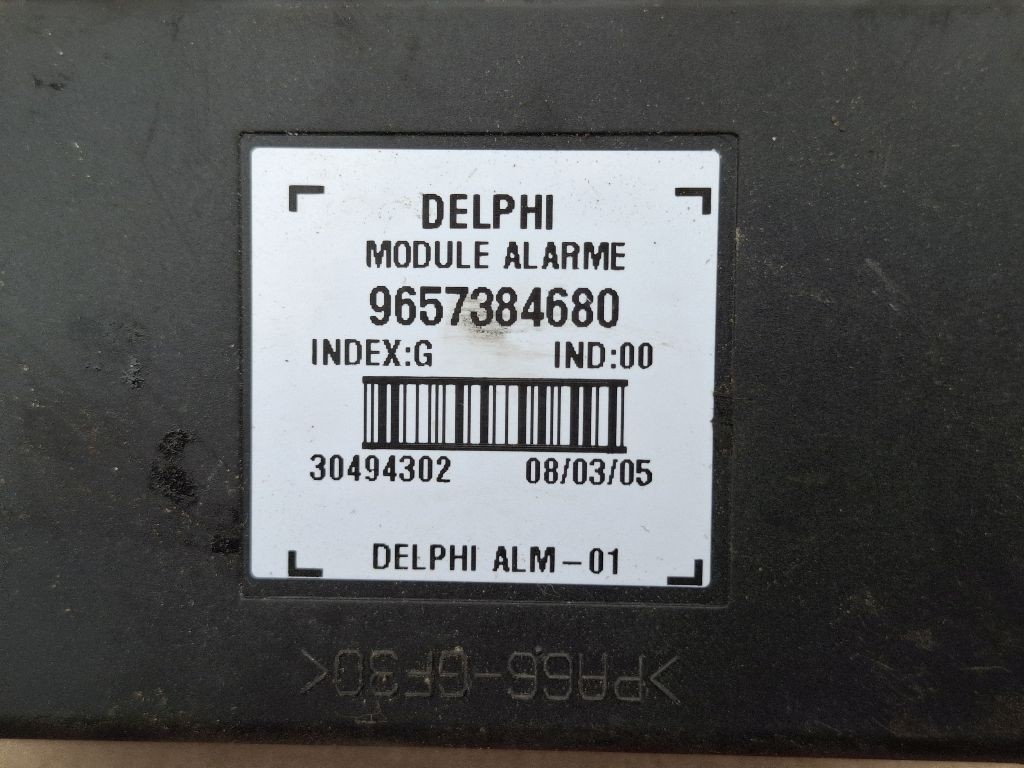 DELPHI
MODULE ALARME
9657384680
INDEX:G IND:00
30494302 08/03/05
DELPHI ALM-01
>PA66-GF30<